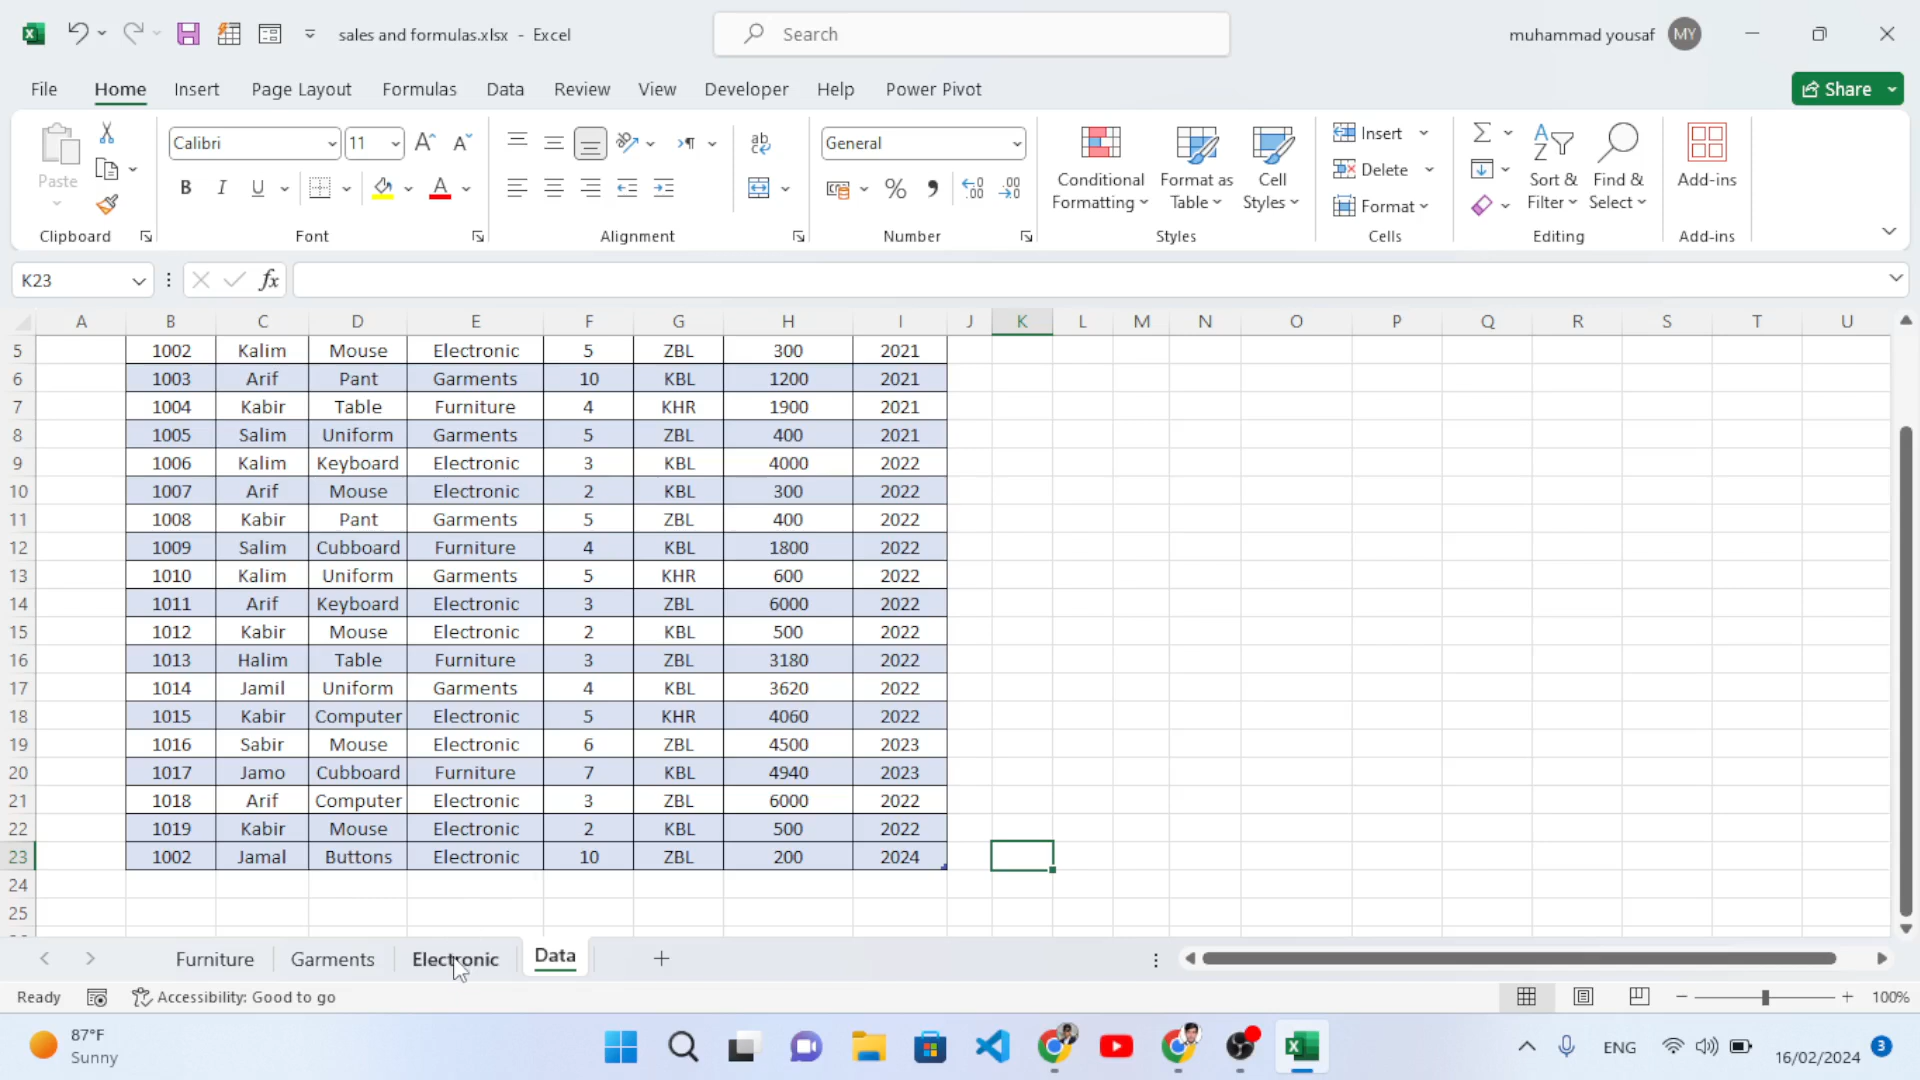 sales and formulas.xlsx - Excel
Search
muhammad yousaf MY
File Home Insert Page Layout Formulas Data Review View Developer Help Power Pivot Share
Paste
Clipboard
Calibri 11
B I U A
Font
ab
Alignment
General
%
Number
Conditional Formatting
Format as Table
Cell Styles
Styles
Insert
Delete
Format
Cells
Sort & Filter
Find & Select
Editing
Add-ins
Add-ins
K23 fx
A B C D E F G H I J K L M N O P Q R S T U
5 1002 Kalim Mouse Electronic 5 ZBL 300 2021
6 1003 Arif Pant Garments 10 KBL 1200 2021
7 1004 Kabir Table Furniture 4 KHR 1900 2021
8 1005 Salim Uniform Garments 5 ZBL 400 2021
9 1006 Kalim Keyboard Electronic 3 KBL 4000 2022
10 1007 Arif Mouse Electronic 2 KBL 300 2022
11 1008 Kabir Pant Garments 5 ZBL 400 2022
12 1009 Salim Cubboard Furniture 4 KBL 1800 2022
13 1010 Kalim Uniform Garments 5 KHR 600 2022
14 1011 Arif Keyboard Electronic 3 ZBL 6000 2022
15 1012 Kabir Mouse Electronic 2 KBL 500 2022
16 1013 Halim Table Furniture 3 ZBL 3180 2022
17 1014 Jamil Uniform Garments 4 KBL 3620 2022
18 1015 Kabir Computer Electronic 5 KHR 4060 2022
19 1016 Sabir Mouse Electronic 6 ZBL 4500 2023
20 1017 Jamo Cubboard Furniture 7 KBL 4940 2023
21 1018 Arif Computer Electronic 3 ZBL 6000 2022
22 1019 Kabir Mouse Electronic 2 KBL 500 2022
23 1002 Jamal Buttons Electronic 10 ZBL 200 2024
24
25
Furniture Garments Electronic Data
Ready Accessibility: Good to go 100%
87°F
Sunny
ENG 16/02/2024 3